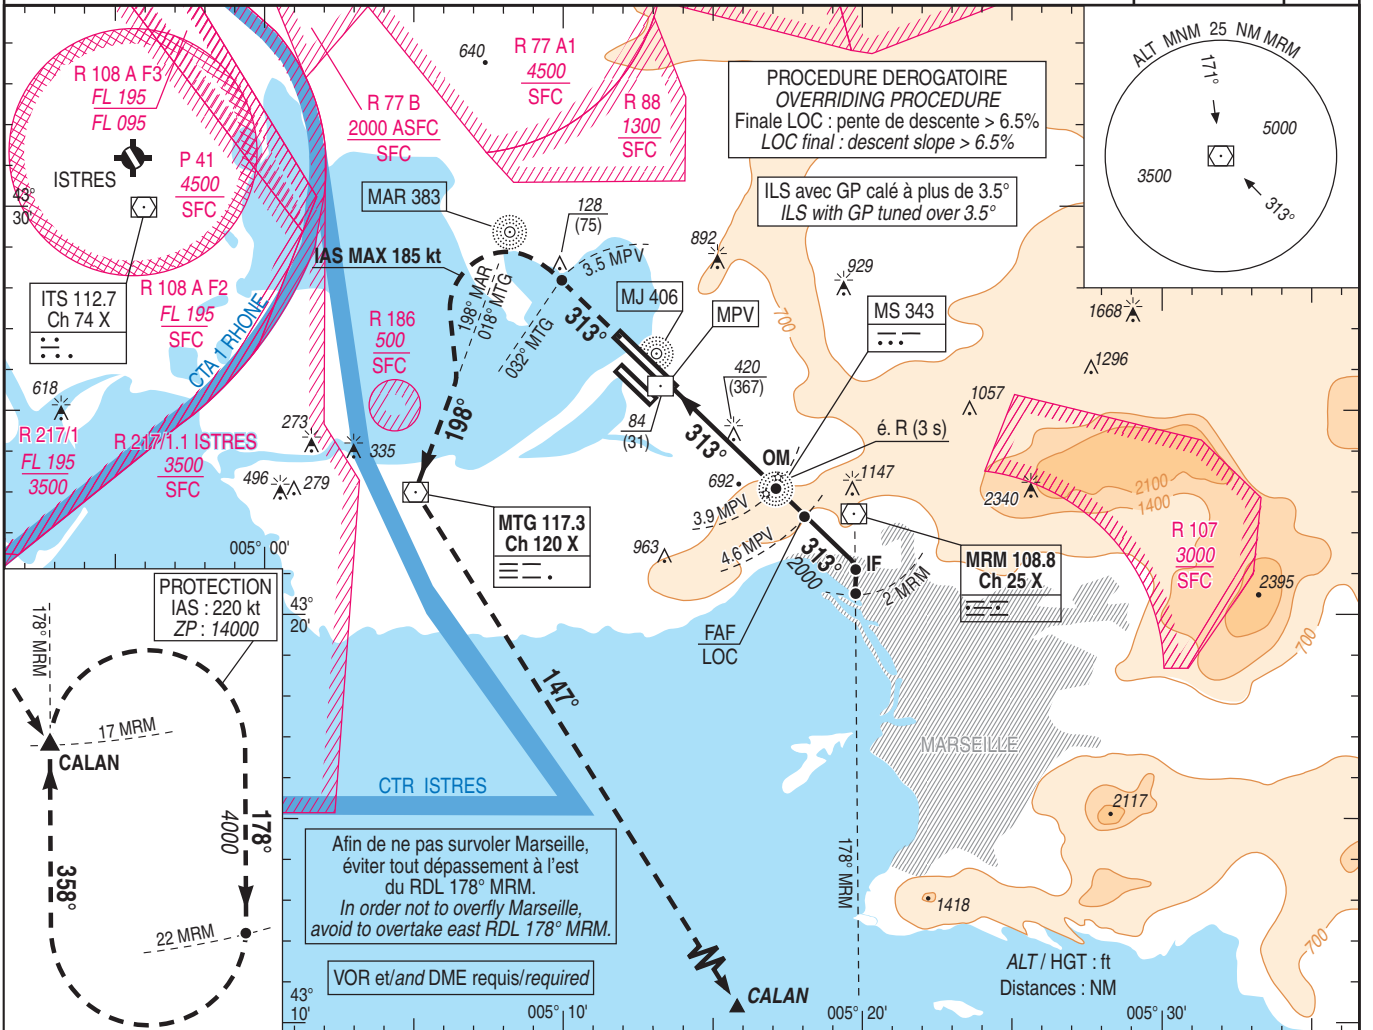 640
R 77 A1
4500
SFC
R 108 A F3
FL 195
FL 095
R 77 B
2000 ASFC
SFC
R 88
1300
SFC
PROCEDURE DEROGATOIRE
OVERRIDING PROCEDURE
Finale LOC : pente de descente > 6.5%
LOC final : descent slope > 6.5%
ALT MNM 25 NM MRM
171°
5000
3500
313°
P 41
4500
SFC
ISTRES
43°
30'
MAR 383
128
(75)
ILS avec GP calé à plus de 3.5°
ILS with GP tuned over 3.5°
892
929
IAS MAX 185 kt
3.5 MPV
198° MAR
018° MTG
032° MTG
313°
MJ 406
MPV
MS 343
700
1668
ITS 112.7
Ch 74 X
R 108 A F2
FL 195
SFC
CTA 1 RHONE
R 186
500
SFC
1296
1057
420
(367)
84
(31)
618
R 217/1
FL 195
3500
R 217/1.1 ISTRES
3500
SFC
273
335
496
279
198°
313°
é. R (3 s)
OM
692
1147
3.9 MPV
4.6 MPV
963
2340
2100
1400
R 107
3000
SFC
2395
700
MTG 117.3
Ch 120 X
313°
2000
IF
2 MRM
MRM 108.8
Ch 25 X
005° 00'
43°
20'
FAF
LOC
PROTECTION
IAS : 220 kt
ZP : 14000
178° MRM
17 MRM
CALAN
178°
4000
358°
22 MRM
147°
MARSEILLE
CTR ISTRES
2117
Afin de ne pas survoler Marseille,
éviter tout dépassement à l'est
du RDL 178° MRM.
In order not to overfly Marseille,
avoid to overtake east RDL 178° MRM.
178° MRM
1418
700
VOR et/and DME requis/required
CALAN
ALT / HGT : ft
Distances : NM
43°
10'
005° 10'
005° 20'
005° 30'